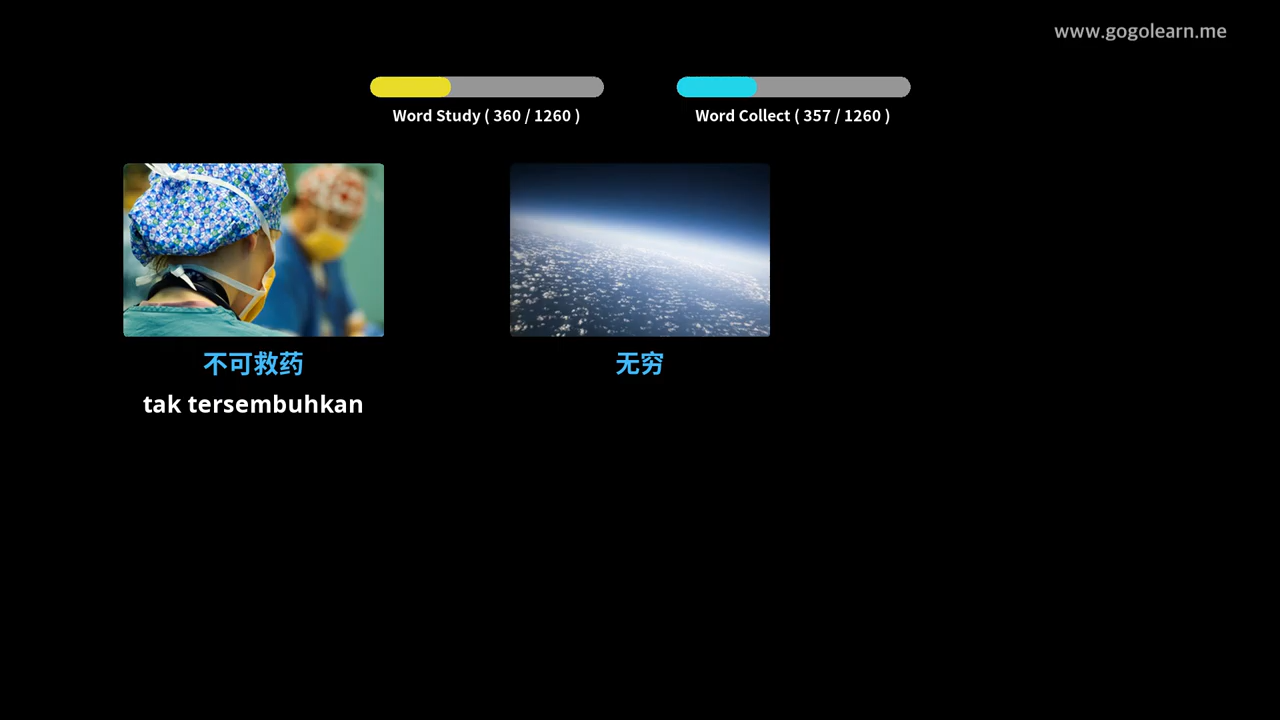 www.gogolearn.me
Word Study ( 360 / 1260 )
Word Collect ( 357 / 1260 )
不可救药
无穷
tak tersembuhkan